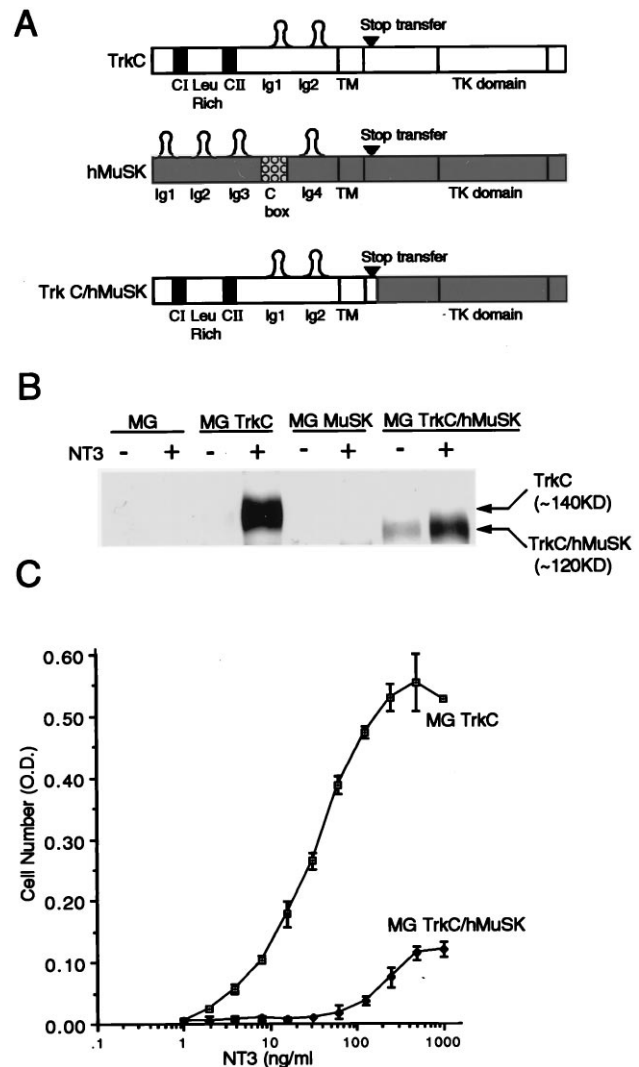 A
Stop transfer
TrkC
CI Leu Rich CII Ig1 Ig2 TM TK domain
Stop transfer
hMuSK
Ig1 Ig2 Ig3 C box Ig4 TM TK domain
Stop transfer
Trk C/hMuSK
CI Leu Rich CII Ig1 Ig2 TM TK domain
B
MG MG TrkC MG MuSK MG TrkC/hMuSK
NT3 - + - + - + - +
TrkC
(~140KD)
TrkC/hMuSK
(~120KD)
C
Cell Number (O.D.)
0.60
0.50
0.40
0.30
0.20
0.10
0.00
MG TrkC
MG TrkC/hMuSK
.1 1 10 100 1000
NT3 (ng/ml